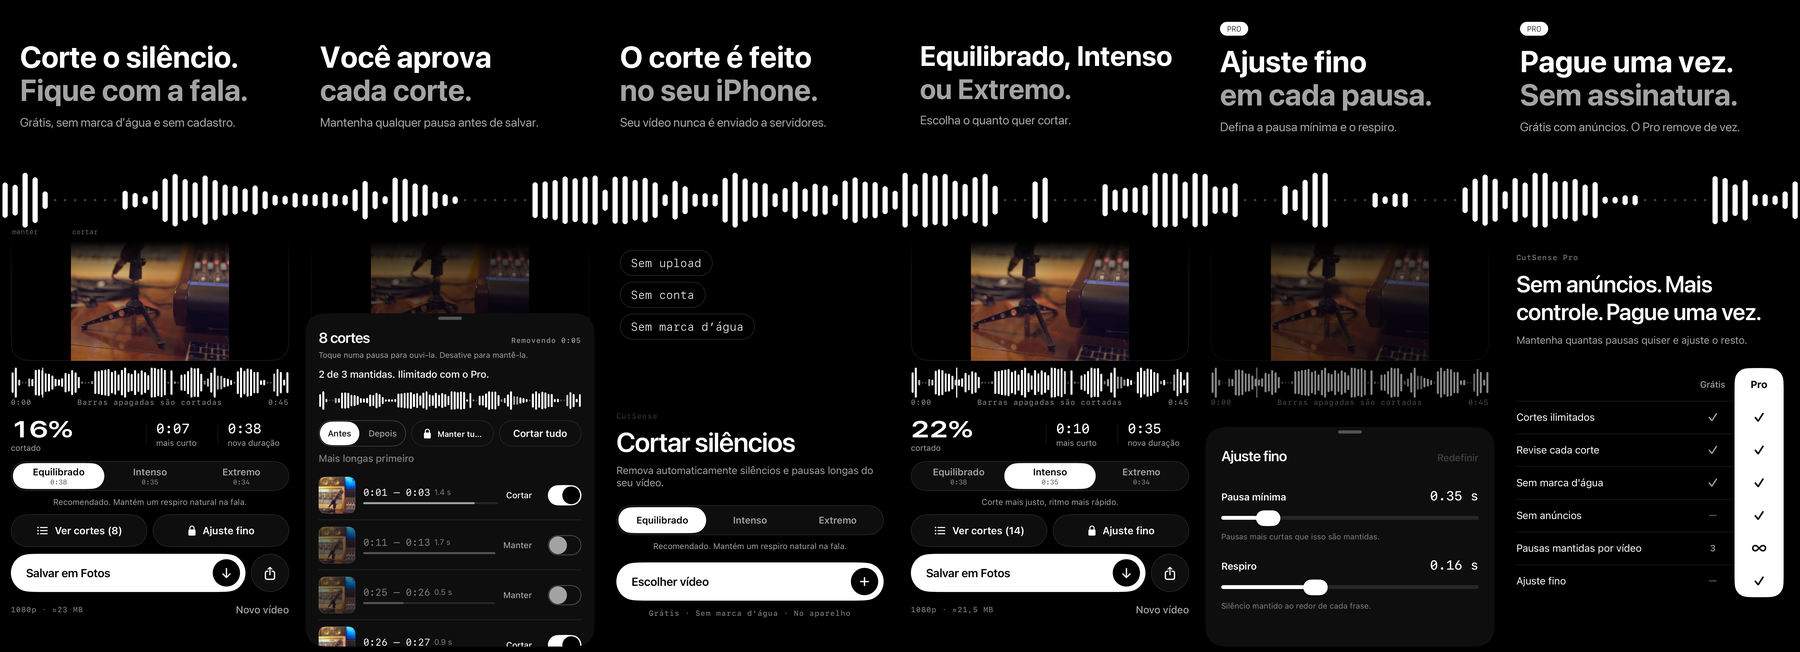 Corte o silêncio.
Fique com a fala.
Grátis, sem marca d'água e sem cadastro.
manter
cortar
0:00
Barras apagadas são cortadas
0:45
16%
cortado
0:07
mais curto
0:38
nova duração
Equilibrado
0:38
Intenso
0:35
Extremo
0:34
Recomendado. Mantém um respiro natural na fala.
Ver cortes (8)
Ajuste fino
Salvar em Fotos
1080p · ≈23 MB
Novo vídeo
Você aprova
cada corte.
Mantenha qualquer pausa antes de salvar.
8 cortes
Removendo 0:05
Toque numa pausa para ouvi-la. Desative para mantê-la.
2 de 3 mantidas. Ilimitado com o Pro.
Antes
Depois
Manter tu...
Cortar tudo
Mais longas primeiro
0:01 — 0:03 1.4 s
Cortar
0:11 — 0:13 1.7 s
Manter
0:25 — 0:26 0.5 s
Manter
0:26 — 0:27 0.9 s
Cortar
O corte é feito
no seu iPhone.
Seu vídeo nunca é enviado a servidores.
Sem upload
Sem conta
Sem marca d'água
CutSense
Cortar silêncios
Remova automaticamente silêncios e pausas longas do
seu vídeo.
Equilibrado
Intenso
Extremo
Recomendado. Mantém um respiro natural na fala.
Escolher vídeo
Grátis · Sem marca d'água · No aparelho
Equilibrado, Intenso
ou Extremo.
Escolha o quanto quer cortar.
0:00
Barras apagadas são cortadas
0:45
22%
cortado
0:10
mais curto
0:35
nova duração
Equilibrado
0:38
Intenso
0:35
Extremo
0:34
Corte mais justo, ritmo mais rápido.
Ver cortes (14)
Ajuste fino
Salvar em Fotos
1080p · ≈21,5 MB
Novo vídeo
PRO
Ajuste fino
em cada pausa.
Defina a pausa mínima e o respiro.
0:00
Barras apagadas são cortadas
0:45
Ajuste fino
Redefinir
Pausa mínima
0.35 s
Pausas mais curtas que isso são mantidas.
Respiro
0.16 s
Silêncio mantido ao redor de cada frase.
PRO
Pague uma vez.
Sem assinatura.
Grátis com anúncios. O Pro remove de vez.
CutSense Pro
Sem anúncios. Mais
controle. Pague uma vez.
Mantenha quantas pausas quiser e ajuste o resto.
Grátis
Pro
Cortes ilimitados
Revise cada corte
Sem marca d'água
Sem anúncios
Pausas mantidas por vídeo
3
∞
Ajuste fino